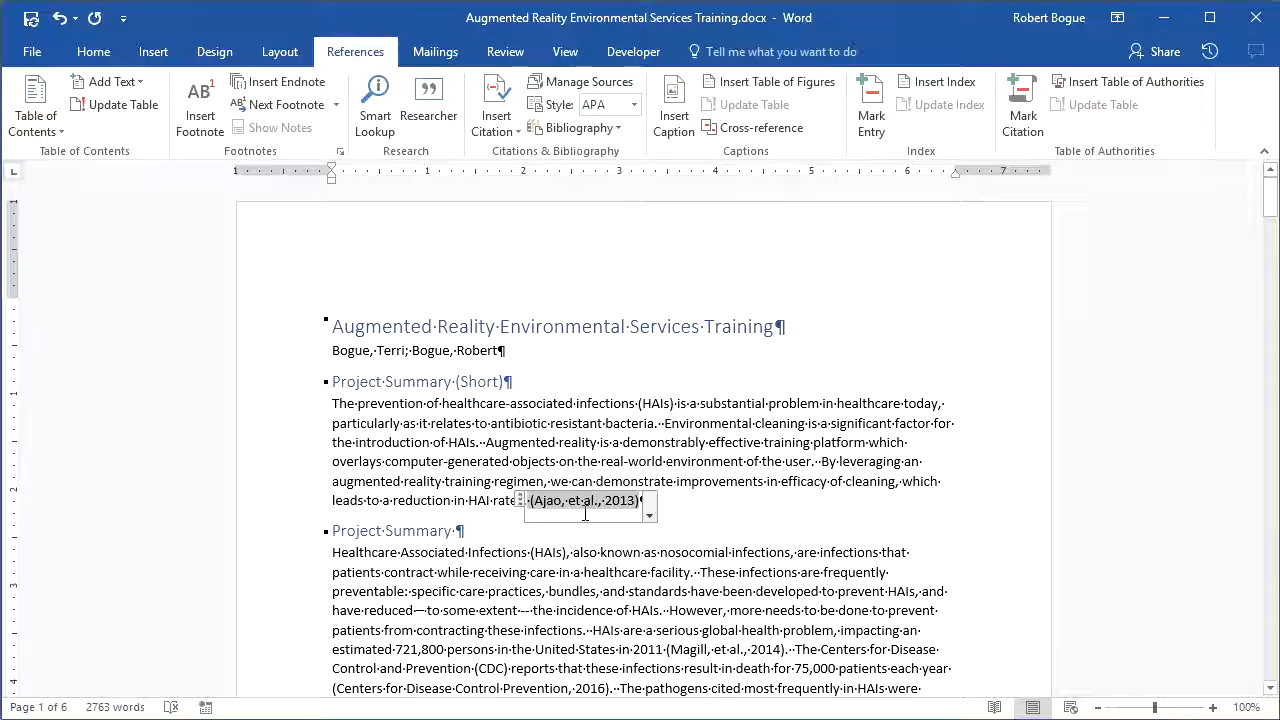 Augmented Reality Environmental Services Training.docx - Word
Robert Bogue
File Home Insert Design Layout References Mailings Review View Developer Tell me what you want to do Share
Table of Contents
Add Text
Update Table
Table of Contents
AB¹
Insert Footnote
Insert Endnote
Next Footnote
Show Notes
Footnotes
Smart Lookup
Researcher
Research
Insert Citation
Manage Sources
Style: APA
Bibliography
Citations & Bibliography
Insert Caption
Insert Table of Figures
Update Table
Cross-reference
Captions
Mark Entry
Insert Index
Update Index
Index
Mark Citation
Insert Table of Authorities
Update Table
Table of Authorities
1 1 2 3 4 5 6 7
Augmented·Reality·Environmental·Services·Training¶
Bogue,·Terri;·Bogue,·Robert¶
Project·Summary·(Short)¶
The·prevention·of·healthcare-associated·infections·(HAIs)·is·a·substantial·problem·in·healthcare·today,·
particularly·as·it·relates·to·antibiotic·resistant·bacteria.··Environmental·cleaning·is·a·significant·factor·for·
the·introduction·of·HAIs.··Augmented·reality·is·a·demonstrably·effective·training·platform·which·
overlays·computer-generated·objects·on·the·real-world·environment·of·the·user.··By·leveraging·an·
augmented·reality·training·regimen,·we·can·demonstrate·improvements·in·efficacy·of·cleaning,·which·
leads·to·a·reduction·in·HAI·rate ·(Ajao,·et·al.,·2013)
Project·Summary·¶
Healthcare·Associated·Infections·(HAIs),·also·known·as·nosocomial·infections,·are·infections·that·
patients·contract·while·receiving·care·in·a·healthcare·facility.··These·infections·are·frequently·
preventable:·specific·care·practices,·bundles,·and·standards·have·been·developed·to·prevent·HAIs,·and·
have·reduced·—·to·some·extent·--·the·incidence·of·HAIs.··However,·more·needs·to·be·done·to·prevent·
patients·from·contracting·these·infections.··HAIs·are·a·serious·global·health·problem,·impacting·an·
estimated·721,800·persons·in·the·United·States·in·2011·(Magill,·et·al.,·2014).··The·Centers·for·Disease·
Control·and·Prevention·(CDC)·reports·that·these·infections·result·in·death·for·75,000·patients·each·year·
(Centers·for·Disease·Control·Prevention,·2016).··The·pathogens·cited·most·frequently·in·HAIs·were·
Page 1 of 6 2763 words 100%